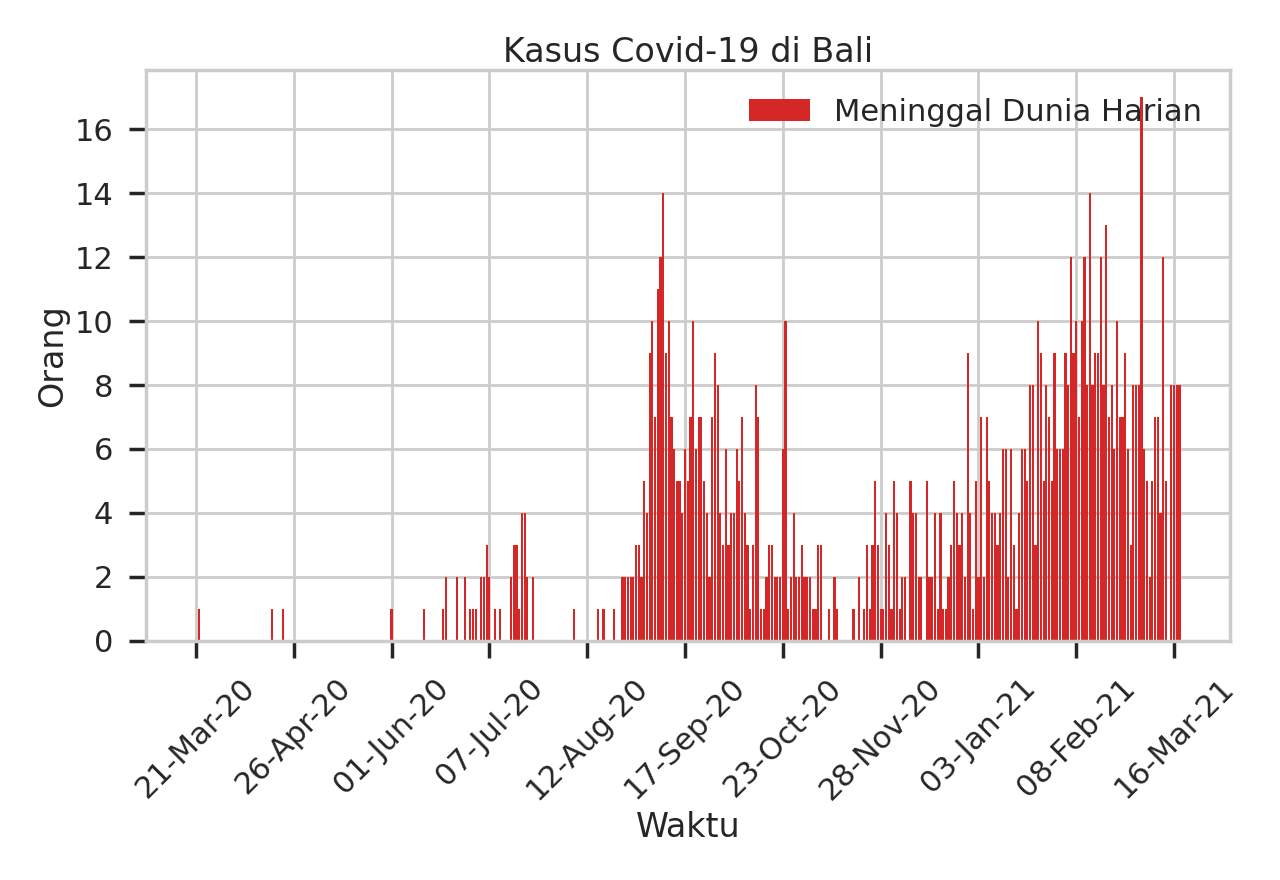 Kasus Covid-19 di Bali
Meninggal Dunia Harian
Orang
16
14
12
10
8
6
4
2
0
21-Mar-20
26-Apr-20
01-Jun-20
07-Jul-20
12-Aug-20
17-Sep-20
23-Oct-20
28-Nov-20
03-Jan-21
08-Feb-21
16-Mar-21
Waktu